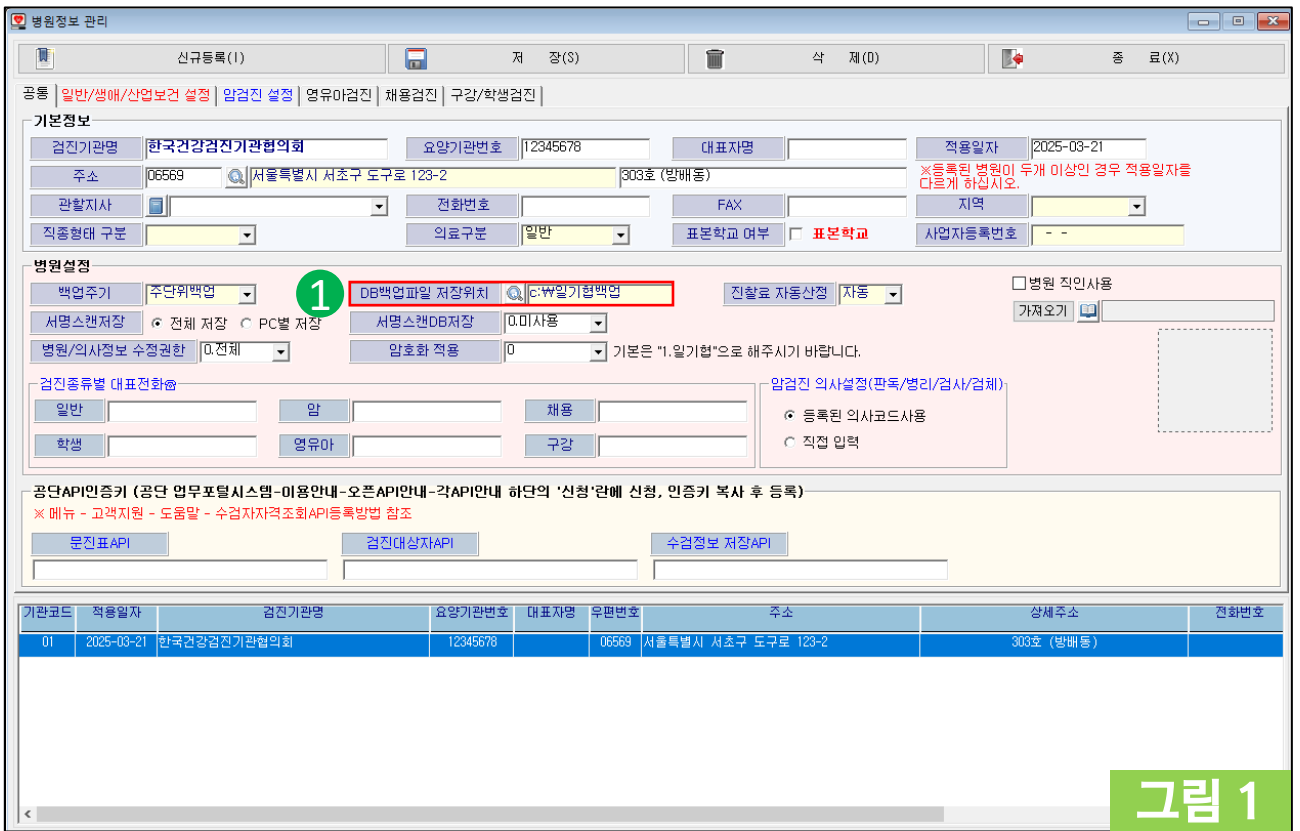 병원정보 관리
신규등록(I) 저 장(S) 삭 제(D) 종 료(X)
공통 일반/생애/산업보건 설정 암검진 설정 영유아검진 채용검진 구강/학생검진
기본정보
검진기관명 한국건강검진기관협의회 요양기관번호 12345678 대표자명 적용일자 2025-03-21
주소 06569 서울특별시 서초구 도구로 123-2 303호 (방배동) ※등록된 병원이 두개 이상인 경우 적용일자를
다르게 하십시오.
관할지사 전화번호 FAX 지역
직종형태 구분 의료구분 일반 표본학교 여부 표본학교 사업자등록번호 - -
병원설정
백업주기 주단위백업 1 DB백업파일 저장위치 c:₩일기협백업 진찰료 자동산정 자동 병원 직인사용
서명스캔저장 전체 저장 PC별 저장 서명스캔DB저장 0.미사용 가져오기
병원/의사정보 수정권한 0.전체 암호화 적용 0 기본은 "1.일기협"으로 해주시기 바랍니다.
검진종류별 대표전화☎ 암검진 의사설정(판독/병리/검사/검체)
일반 암 채용 등록된 의사코드사용
학생 영유아 구강 직접 입력
공단API인증키 (공단 업무포털시스템-이용안내-오픈API안내-각API안내 하단의 '신청'란에 신청, 인증키 복사 후 등록)
※ 메뉴 - 고객지원 - 도움말 - 수검자자격조회API등록방법 참조
문진표API 검진대상자API 수검정보 저장API
기관코드 적용일자 검진기관명 요양기관번호 대표자명 우편번호 주소 상세주소 전화번호
01 2025-03-21 한국건강검진기관협의회 12345678 06569 서울특별시 서초구 도구로 123-2 303호 (방배동)
그림 1